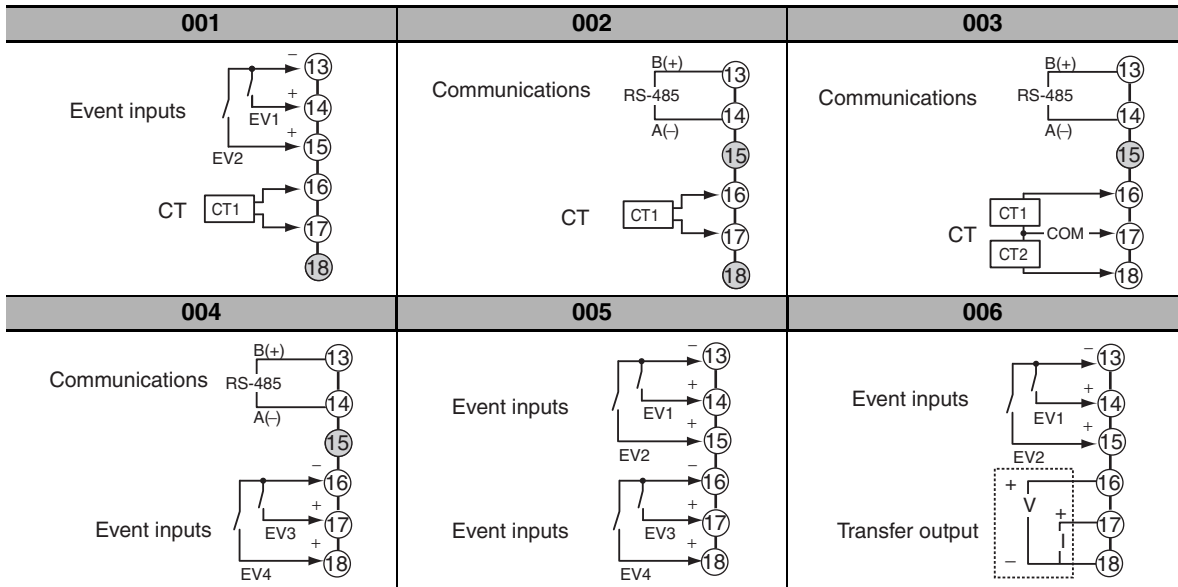 001
002
003
Event inputs
−
13
+
EV1
14
+
EV2
15
CT
CT1
16
17
18
Communications
B(+)
RS-485
A(−)
13
14
15
CT
CT1
16
17
18
Communications
B(+)
RS-485
A(−)
13
14
15
CT
CT1
COM
CT2
16
17
18
004
005
006
Communications
B(+)
RS-485
A(−)
13
14
15
Event inputs
−
16
+
EV3
17
+
EV4
18
Event inputs
−
13
+
EV1
14
+
EV2
15
Event inputs
−
16
+
EV3
17
+
EV4
18
Event inputs
−
13
+
EV1
14
+
EV2
15
Transfer output
+
V
−
+
I
16
17
18